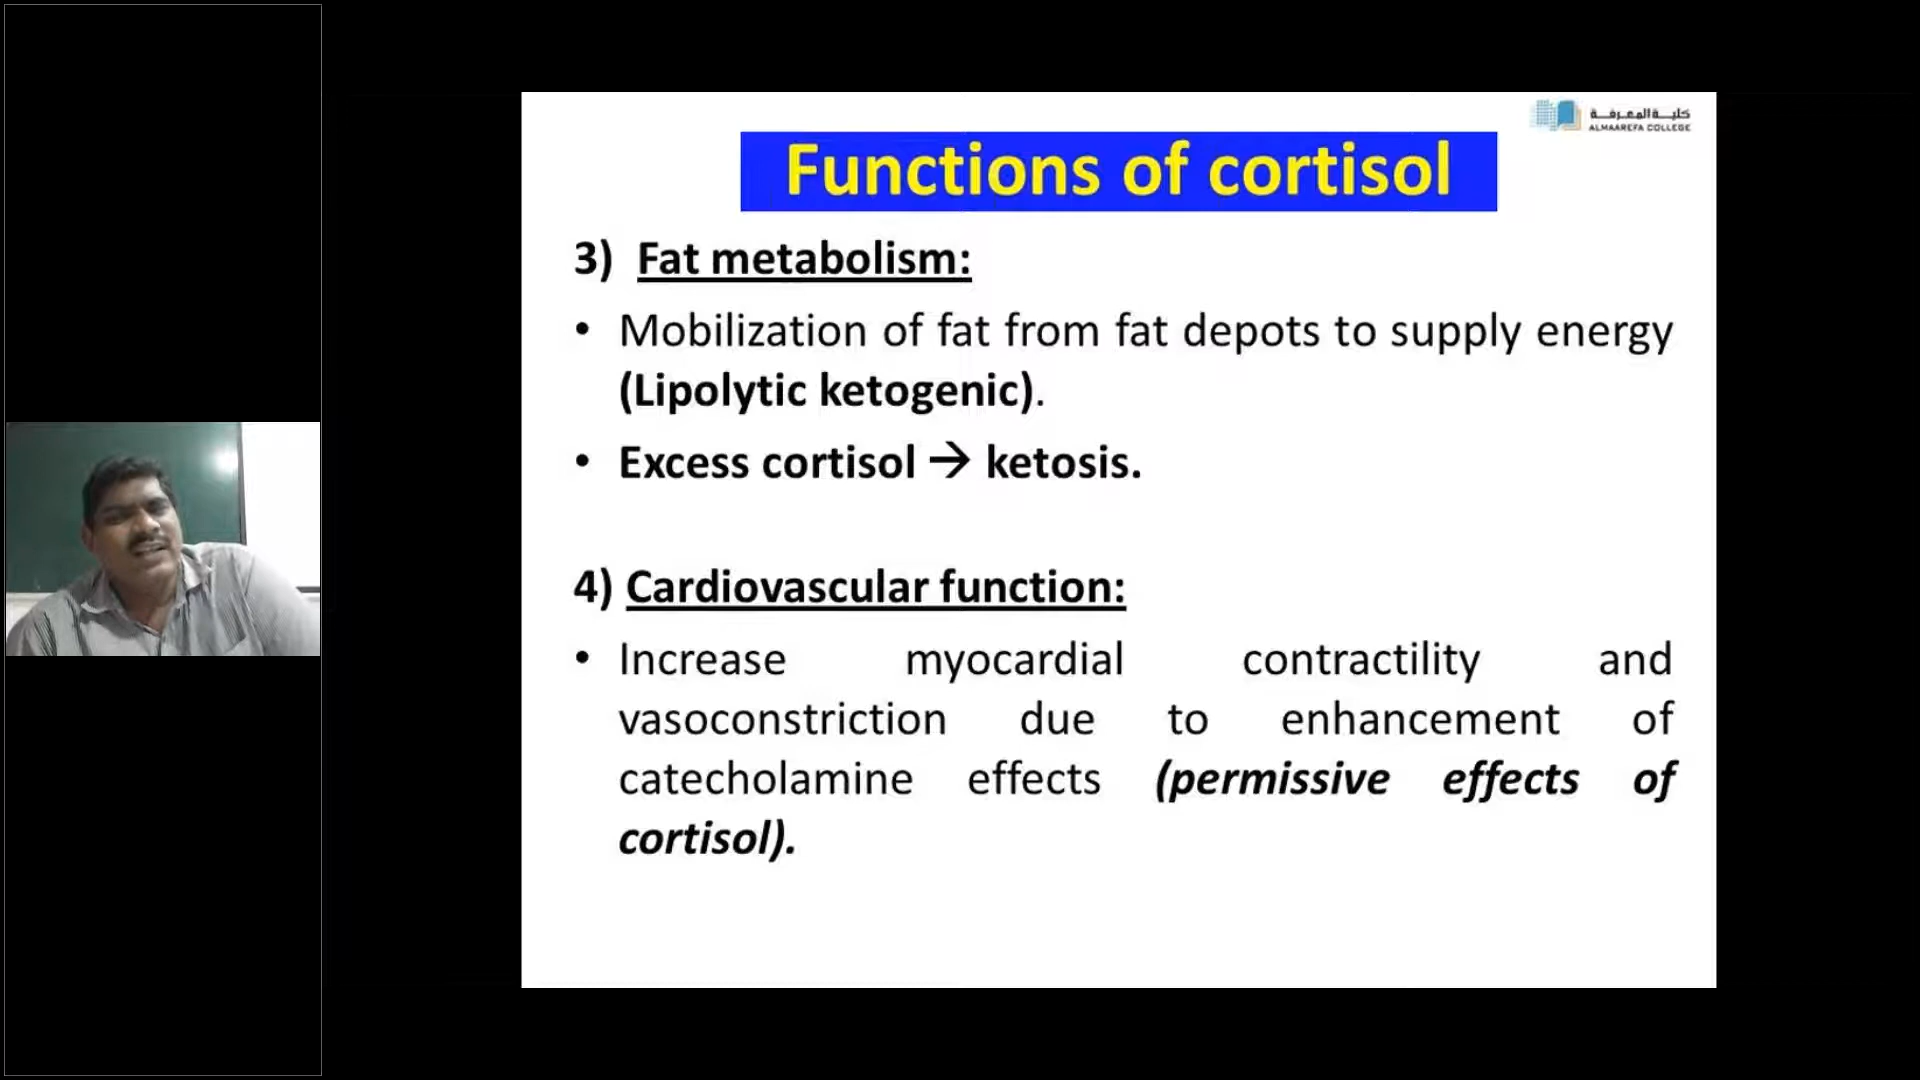 كلية المعرفة
ALMAAREFA COLLEGE
Functions of cortisol
3) Fat metabolism:
• Mobilization of fat from fat depots to supply energy
(Lipolytic ketogenic).
• Excess cortisol → ketosis.
4) Cardiovascular function:
• Increase myocardial contractility and
vasoconstriction due to enhancement of
catecholamine effects (permissive effects of
cortisol).